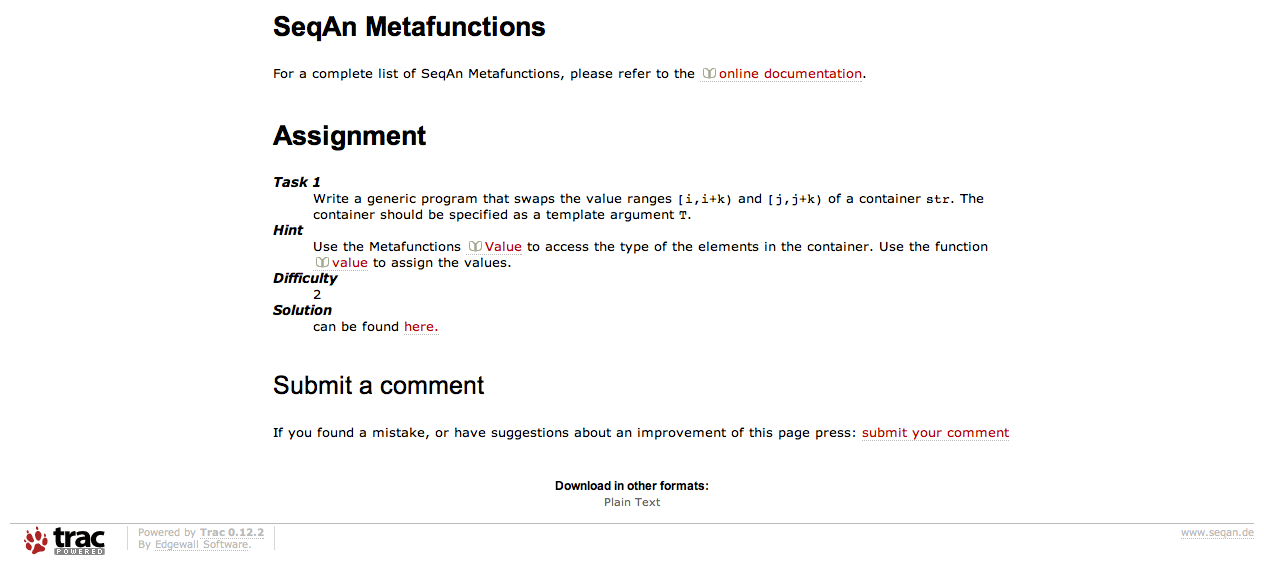 SeqAn Metafunctions
For a complete list of SeqAn Metafunctions, please refer to the online documentation.
Assignment
Task 1
Write a generic program that swaps the value ranges [i,i+k) and [j,j+k) of a container str. The
container should be specified as a template argument T.
Hint
Use the Metafunctions Value to access the type of the elements in the container. Use the function
value to assign the values.
Difficulty
2
Solution
can be found here.
Submit a comment
If you found a mistake, or have suggestions about an improvement of this page press: submit your comment
Download in other formats:
Plain Text
trac
POWERED
Powered by Trac 0.12.2
By Edgewall Software.
www.seqan.de